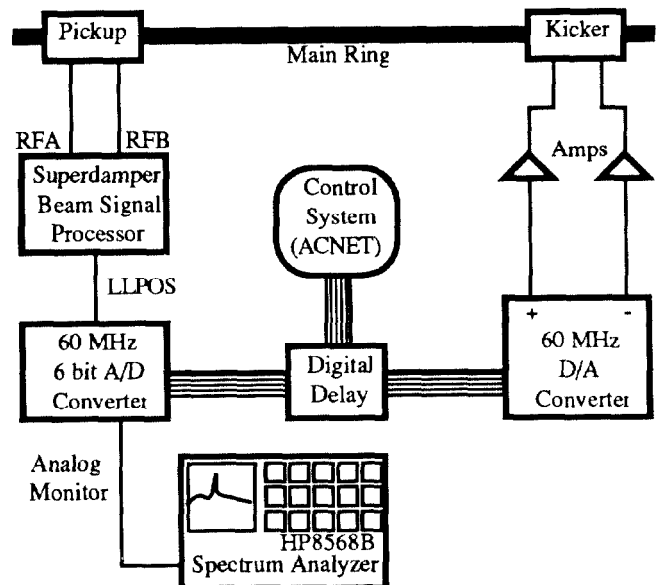 Pickup
Kicker
Main Ring
RFA
RFB
Amps
Superdamper
Beam Signal
Processor
Control
System
(ACNET)
LLPOS
+
-
60 MHz
6 bit A/D
Converter
Digital
Delay
60 MHz
D/A
Converter
Analog
Monitor
HP8568B
Spectrum Analyzer